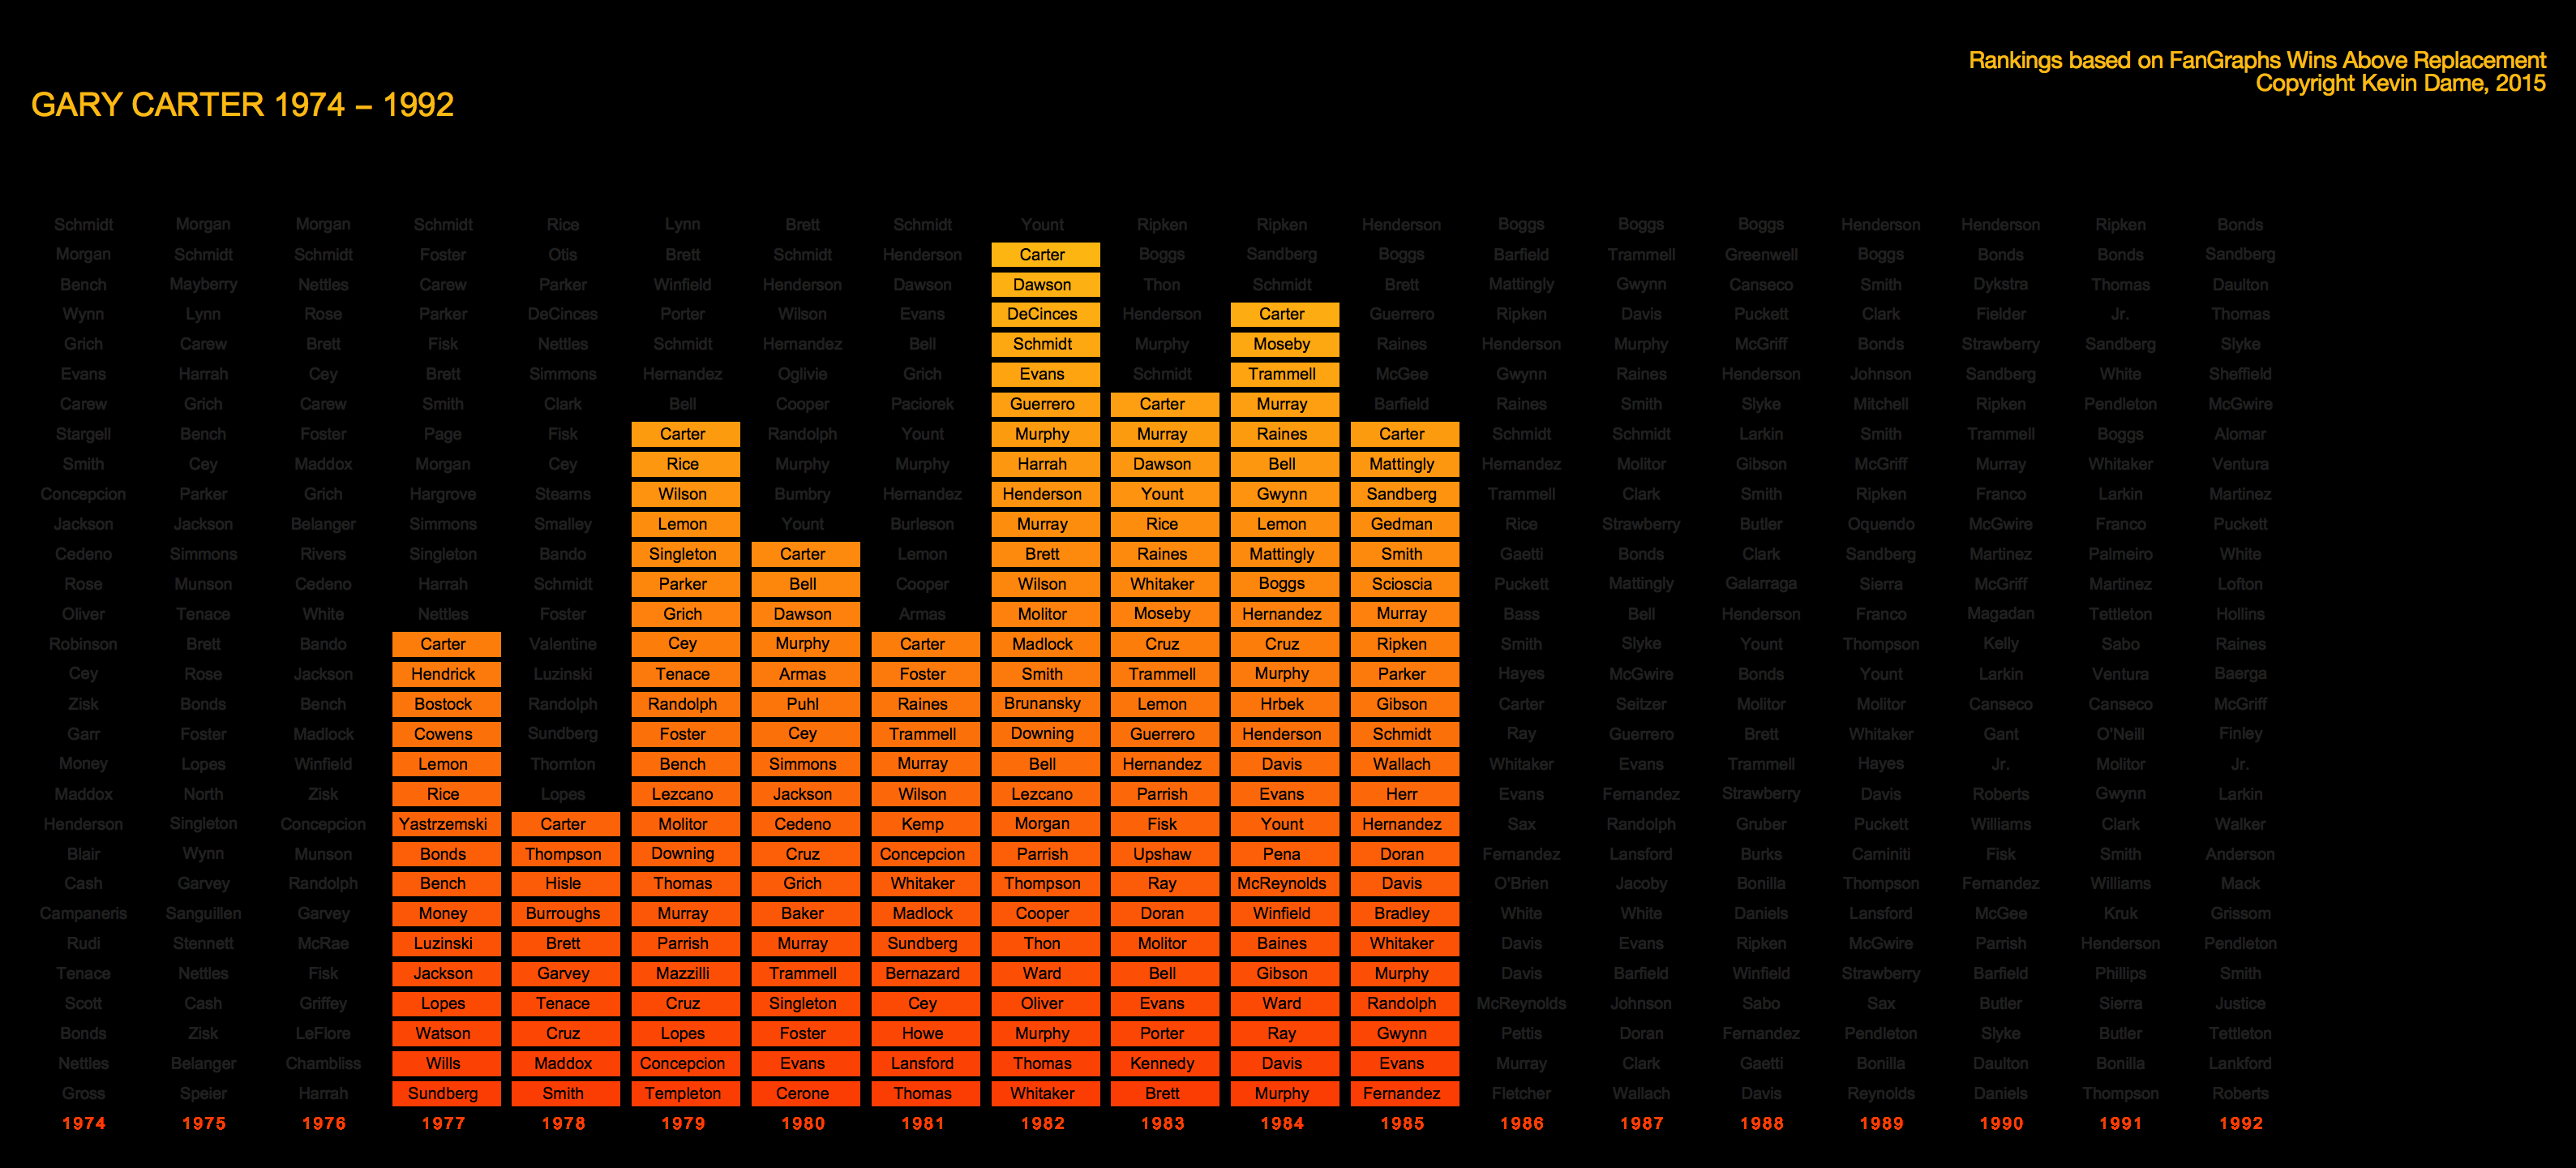 Rankings based on FanGraphs Wins Above Replacement
Copyright Kevin Dame, 2015
GARY CARTER 1974 – 1992
Schmidt Morgan Morgan Schmidt Rice Lynn Brett Schmidt Yount Ripken Ripken Henderson Boggs Boggs Boggs Henderson Henderson Ripken Bonds
Morgan Schmidt Schmidt Foster Otis Brett Schmidt Henderson Carter Boggs Sandberg Boggs Barfield Trammell Greenwell Boggs Bonds Bonds Sandberg
Bench Mayberry Nettles Carew Parker Winfield Henderson Dawson Dawson Thon Schmidt Brett Mattingly Gwynn Canseco Smith Dykstra Thomas Daulton
Wynn Lynn Rose Parker DeCinces Porter Wilson Evans DeCinces Henderson Carter Guerrero Ripken Davis Puckett Clark Fielder Jr. Thomas
Grich Carew Brett Fisk Nettles Schmidt Hernandez Bell Schmidt Murphy Moseby Raines Henderson Murphy McGriff Bonds Strawberry Sandberg Slyke
Evans Harrah Cey Brett Simmons Hernandez Oglivie Grich Evans Schmidt Trammell McGee Gwynn Raines Henderson Johnson Sandberg White Sheffield
Carew Grich Carew Smith Clark Bell Cooper Paciorek Guerrero Carter Murray Barfield Raines Smith Slyke Mitchell Ripken Pendleton McGwire
Stargell Bench Foster Page Fisk Carter Randolph Yount Murphy Murray Raines Carter Schmidt Schmidt Larkin Smith Trammell Boggs Alomar
Smith Cey Maddox Morgan Cey Rice Murphy Murphy Harrah Dawson Bell Mattingly Hernandez Molitor Gibson McGriff Murray Whitaker Ventura
Concepcion Parker Grich Hargrove Stearns Wilson Bumbry Hernandez Henderson Yount Gwynn Sandberg Trammell Clark Smith Ripken Franco Larkin Martinez
Jackson Jackson Belanger Simmons Smalley Lemon Yount Burleson Murray Rice Lemon Gedman Rice Strawberry Butler Oquendo McGwire Franco Puckett
Cedeno Simmons Rivers Singleton Bando Singleton Carter Lemon Brett Raines Mattingly Smith Gaetti Bonds Clark Sandberg Martinez Palmeiro White
Rose Munson Cedeno Harrah Schmidt Parker Bell Cooper Wilson Whitaker Boggs Scioscia Puckett Mattingly Galarraga Sierra McGriff Martinez Lofton
Oliver Tenace White Nettles Foster Grich Dawson Armas Molitor Moseby Hernandez Murray Bass Bell Henderson Franco Magadan Tettleton Hollins
Robinson Brett Bando Carter Valentine Cey Murphy Carter Madlock Cruz Cruz Ripken Smith Slyke Yount Thompson Kelly Sabo Raines
Cey Rose Jackson Hendrick Luzinski Tenace Armas Foster Smith Trammell Murphy Parker Hayes McGwire Bonds Yount Larkin Ventura Baerga
Zisk Bonds Bench Bostock Randolph Randolph Puhl Raines Brunansky Lemon Hrbek Gibson Carter Seitzer Molitor Molitor Canseco Canseco McGriff
Garr Foster Madlock Cowens Sundberg Foster Cey Trammell Downing Guerrero Henderson Schmidt Ray Guerrero Brett Whitaker Gant O'Neill Finley
Money Lopes Winfield Lemon Thornton Bench Simmons Murray Bell Hernandez Davis Wallach Whitaker Evans Trammell Hayes Jr. Molitor Jr.
Maddox North Zisk Rice Lopes Lezcano Jackson Wilson Lezcano Parrish Evans Herr Evans Fernandez Strawberry Davis Roberts Gwynn Larkin
Henderson Singleton Concepcion Yastrzemski Carter Molitor Cedeno Kemp Morgan Fisk Yount Hernandez Sax Randolph Gruber Puckett Williams Clark Walker
Blair Wynn Munson Bonds Thompson Downing Cruz Concepcion Parrish Upshaw Pena Doran Fernandez Lansford Burks Caminiti Fisk Smith Anderson
Cash Garvey Randolph Bench Hisle Thomas Grich Whitaker Thompson Ray McReynolds Davis O'Brien Jacoby Bonilla Thompson Fernandez Williams Mack
Campaneris Sanguillen Garvey Money Burroughs Murray Baker Madlock Cooper Doran Winfield Bradley White White Daniels Lansford McGee Kruk Grissom
Rudi Stennett McRae Luzinski Brett Parrish Murray Sundberg Thon Molitor Baines Whitaker Davis Evans Ripken McGwire Parrish Henderson Pendleton
Tenace Nettles Fisk Jackson Garvey Mazzilli Trammell Bernazard Ward Bell Gibson Murphy Davis Barfield Winfield Strawberry Barfield Phillips Smith
Scott Cash Griffey Lopes Tenace Cruz Singleton Cey Oliver Evans Ward Randolph McReynolds Johnson Sabo Sax Butler Sierra Justice
Bonds Zisk LeFlore Watson Cruz Lopes Foster Howe Murphy Porter Ray Gwynn Pettis Doran Fernandez Pendleton Slyke Butler Tettleton
Nettles Belanger Chambliss Wills Maddox Concepcion Evans Lansford Thomas Kennedy Davis Evans Murray Clark Gaetti Bonilla Daulton Bonilla Lankford
Gross Speier Harrah Sundberg Smith Templeton Cerone Thomas Whitaker Brett Murphy Fernandez Fletcher Wallach Davis Reynolds Daniels Thompson Roberts
1974 1975 1976 1977 1978 1979 1980 1981 1982 1983 1984 1985 1986 1987 1988 1989 1990 1991 1992